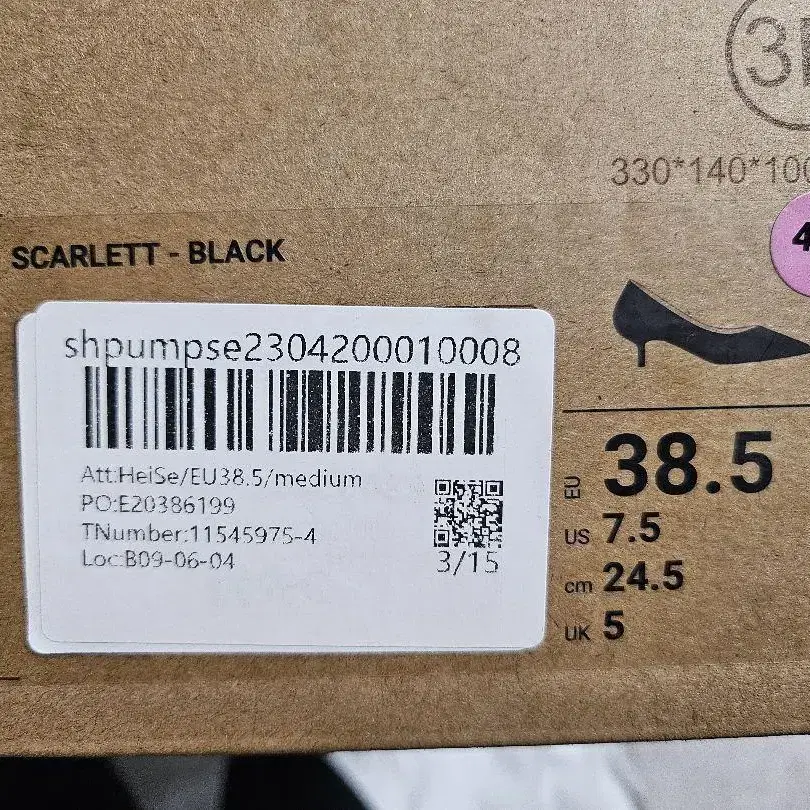 330*140*100
SCARLETT - BLACK
shpumpse2304200010008
Att:HeiSe/EU38.5/medium
PO:E20386199
TNumber:11545975-4
Loc:B09-06-04
3/15
EU 38.5
US 7.5
cm 24.5
UK 5